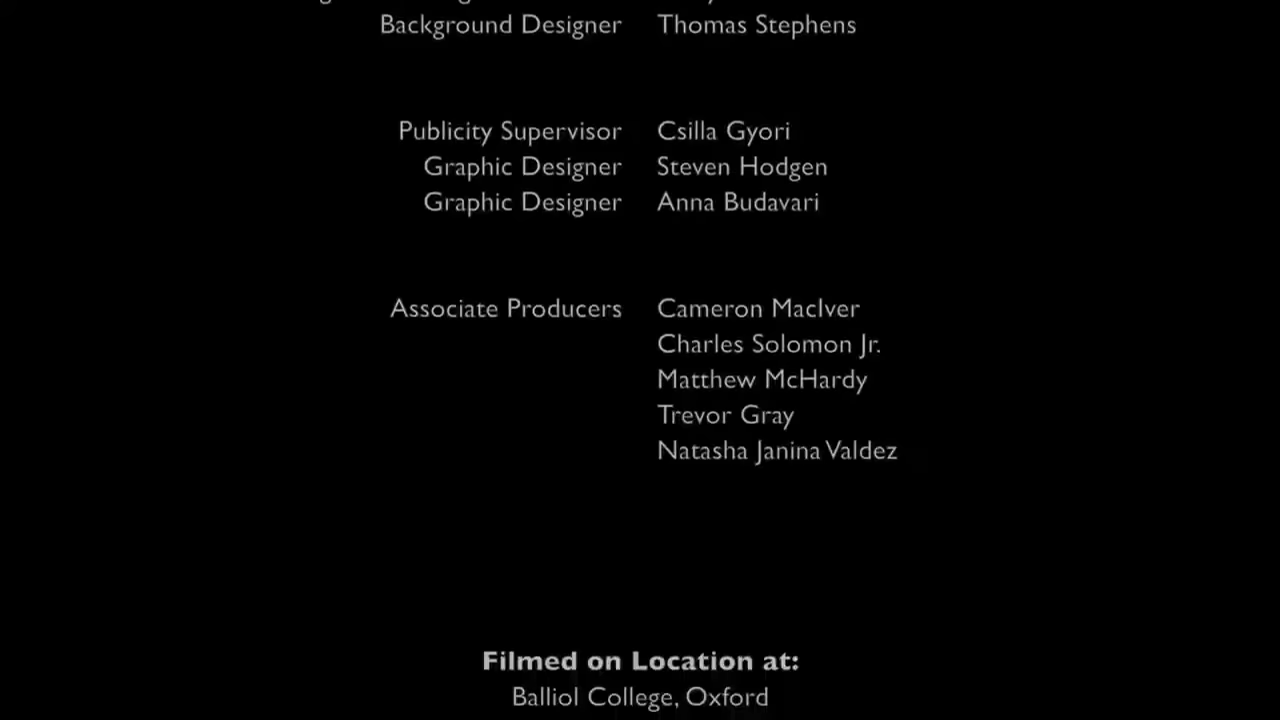 Background Designer Thomas Stephens
Publicity Supervisor Csilla Gyori
Graphic Designer Steven Hodgen
Graphic Designer Anna Budavari
Associate Producers Cameron MacIver
Charles Solomon Jr.
Matthew McHardy
Trevor Gray
Natasha Janina Valdez
Filmed on Location at:
Balliol College, Oxford